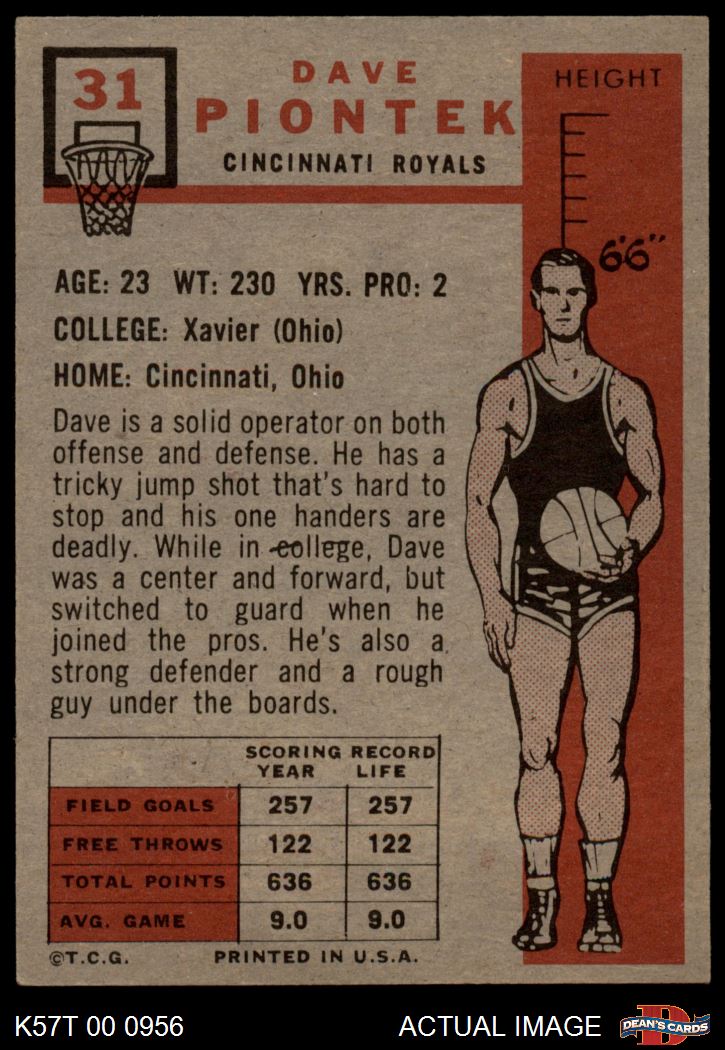 31
DAVE
PIONTEK
CINCINNATI ROYALS
HEIGHT
6'6"
AGE: 23 WT: 230 YRS. PRO: 2
COLLEGE: Xavier (Ohio)
HOME: Cincinnati, Ohio
Dave is a solid operator on both
offense and defense. He has a
tricky jump shot that's hard to
stop and his one handers are
deadly. While in college, Dave
was a center and forward, but
switched to guard when he
joined the pros. He's also a
strong defender and a rough
guy under the boards.
SCORING RECORD
YEAR LIFE
FIELD GOALS 257 257
FREE THROWS 122 122
TOTAL POINTS 636 636
AVG. GAME 9.0 9.0
©T.C.G. PRINTED IN U.S.A.
K57T 00 0956 ACTUAL IMAGE
D
DEAN'S CARDS